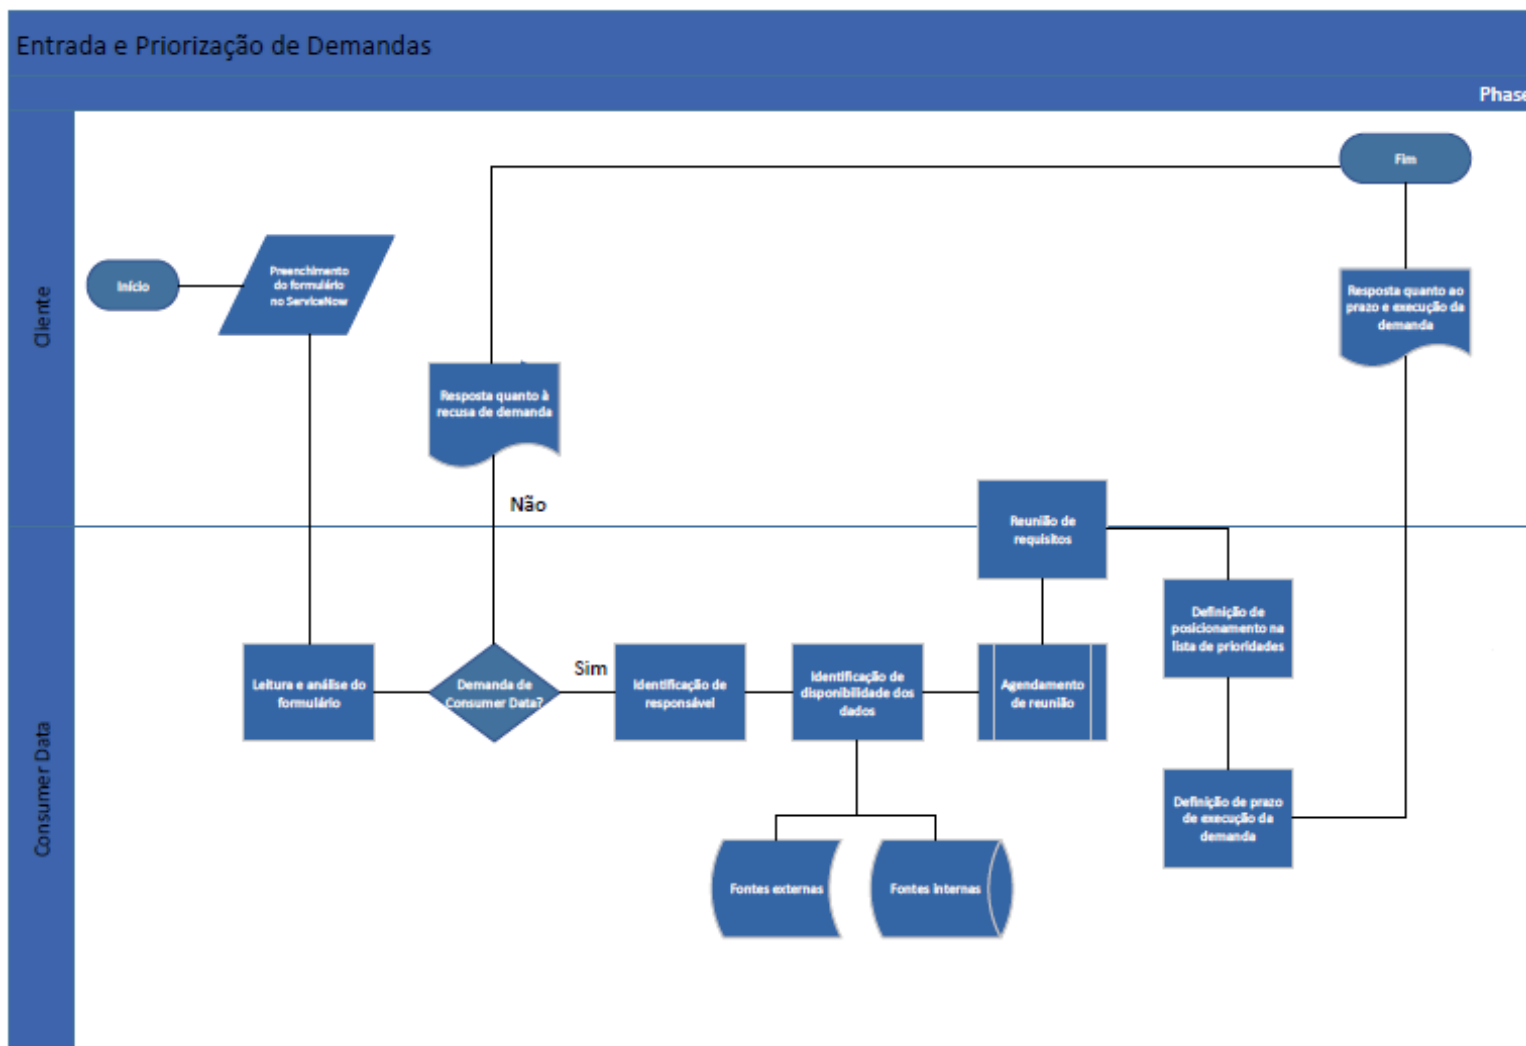 Entrada e Priorização de Demandas
Phase
Cliente
Início
Preenchimento
do formulário
no ServiceNow
Fim
Resposta quanto ao
prazo e execução da
demanda
Resposta quanto à
recusa de demanda
Não
Reunião de
requisitos
Consumer Data
Leitura e análise do
formulário
Demanda de
Consumer Data?
Sim
Identificação de
responsável
Identificação de
disponibilidade dos
dados
Agendamento
de reunião
Definição de
posicionamento na
lista de prioridades
Definição de prazo
de execução da
demanda
Fontes externas
Fontes internas